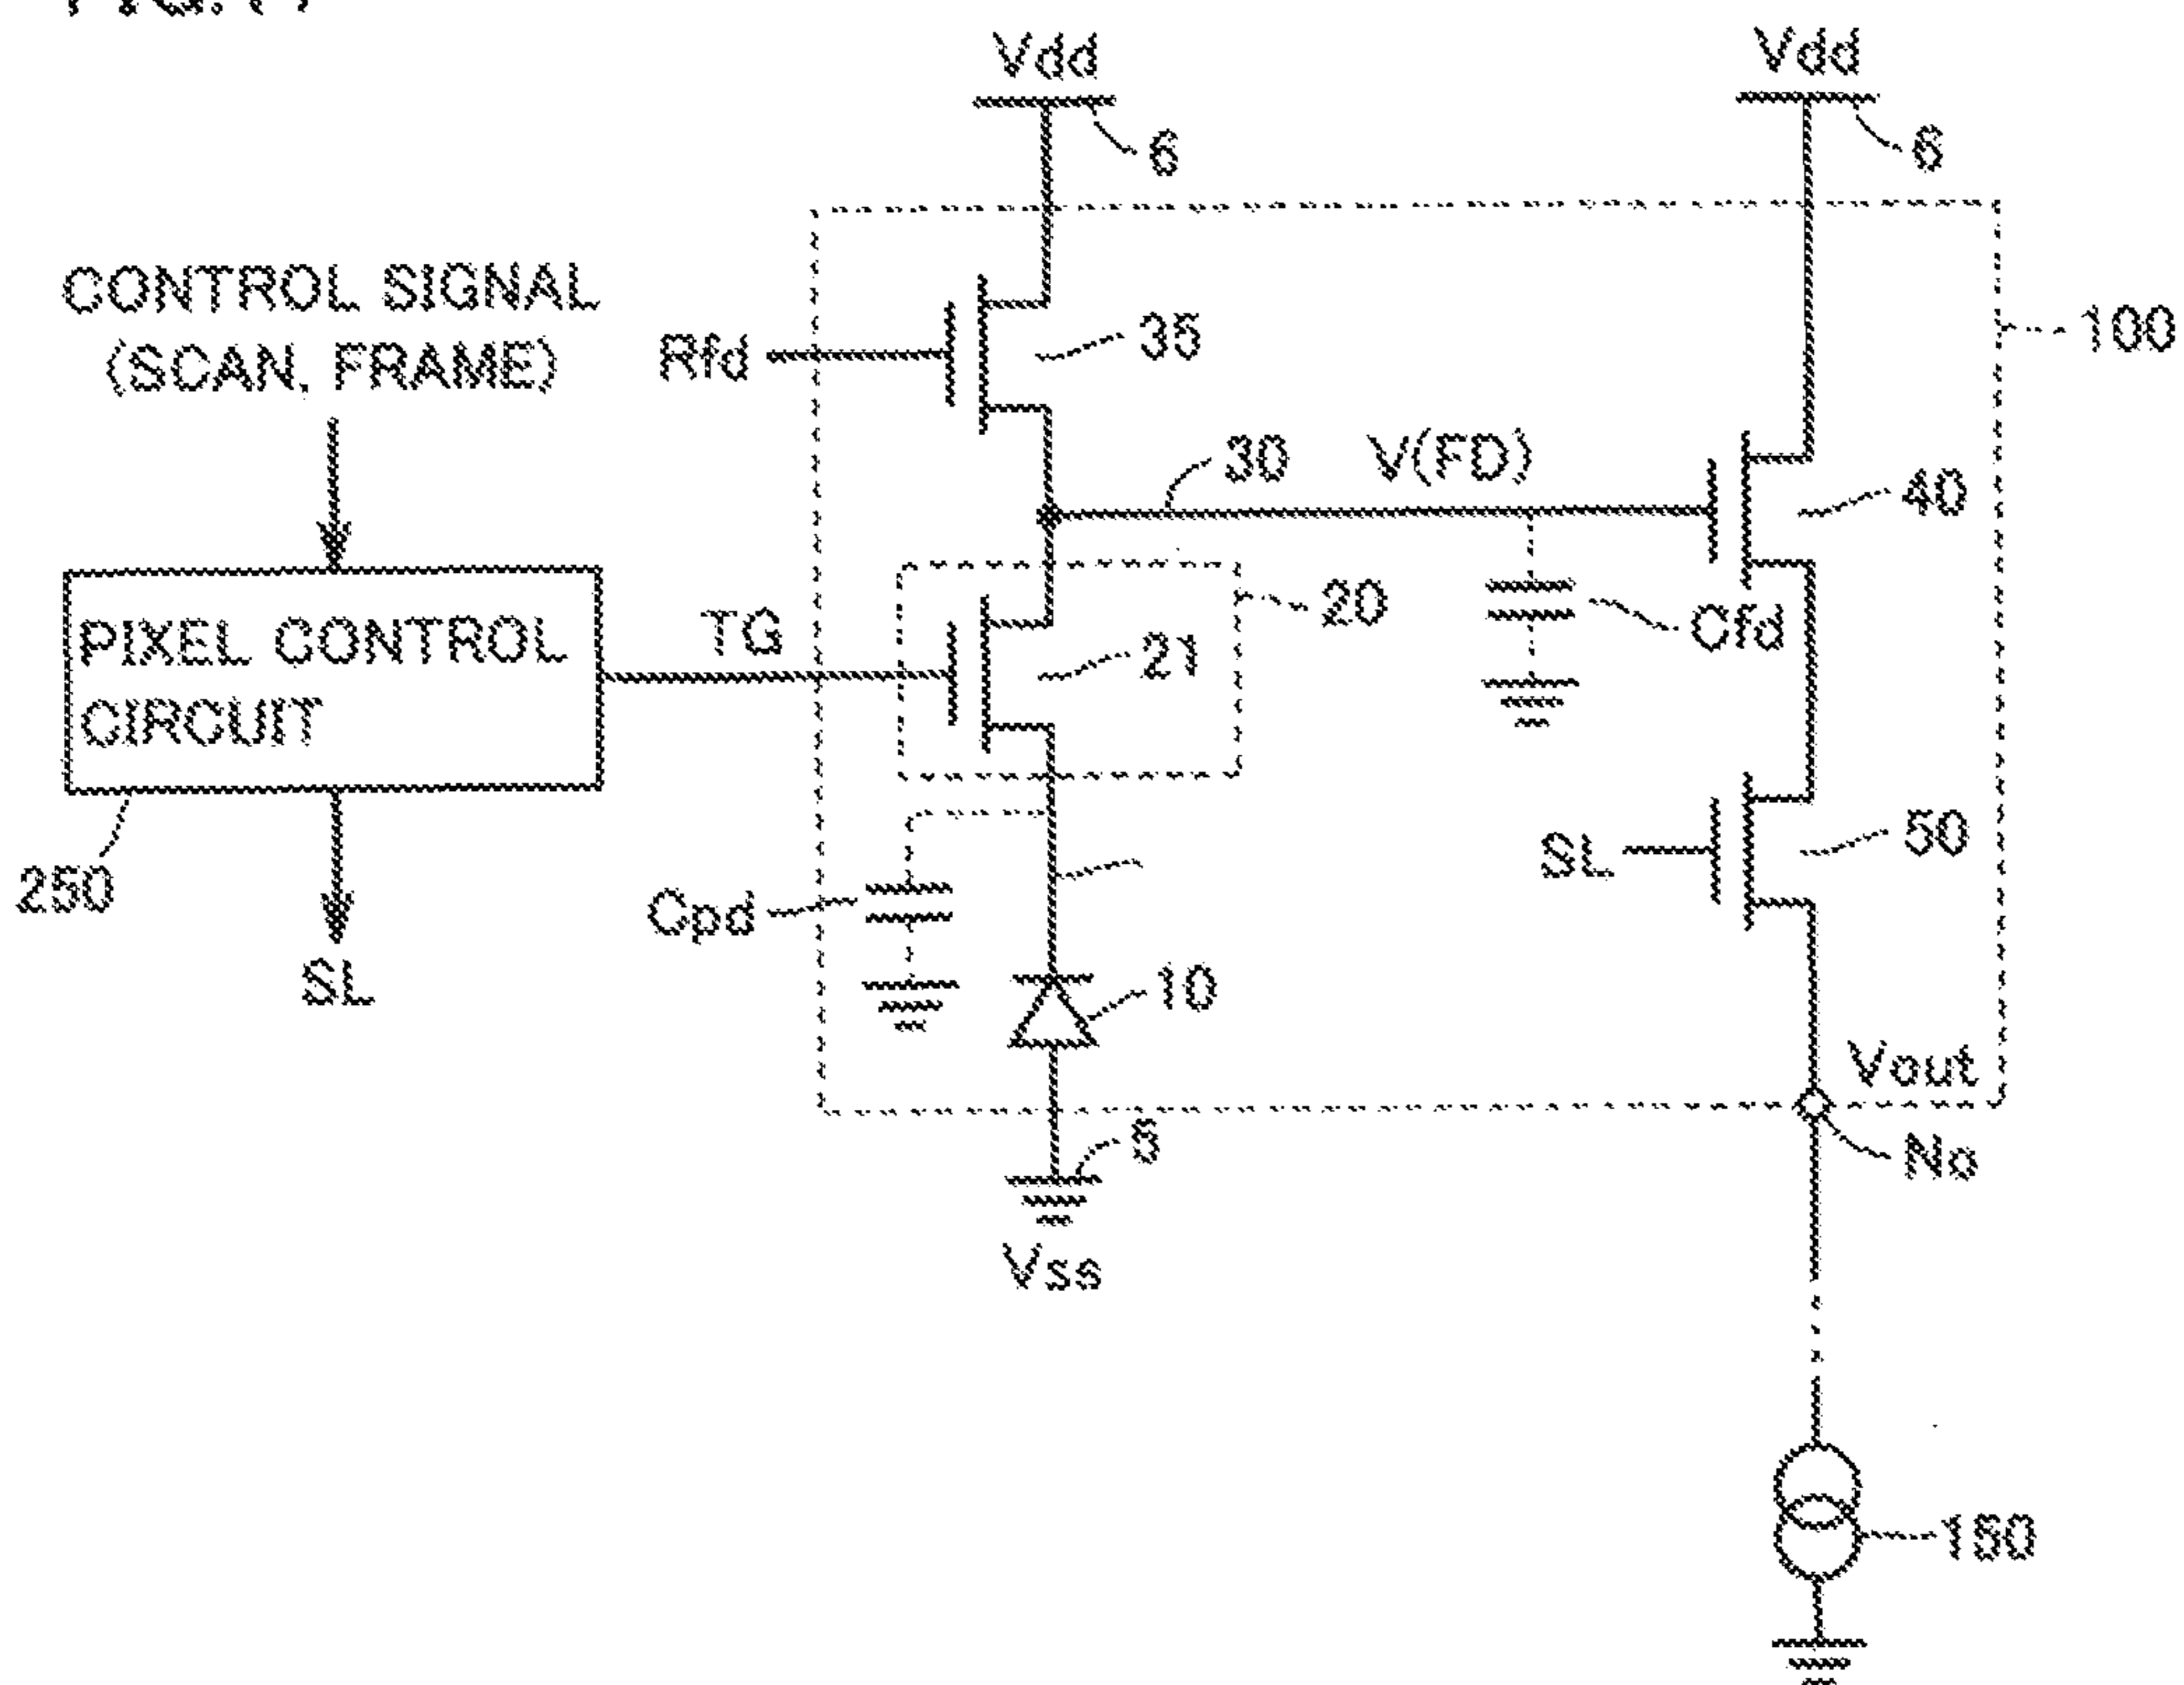 Vdd
Vdd
6
6
CONTROL SIGNAL
(SCAN, FRAME)
Rfd
35
100
30
V(FD)
40
PIXEL CONTROL
CIRCUIT
TG
20
21
Cfd
250
SL
Cpd
10
SL
50
Vout
No
8
Vss
150